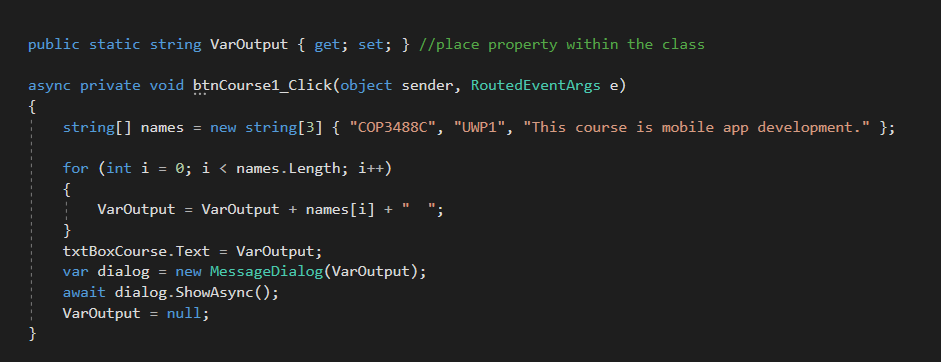 public static string VarOutput { get; set; } //place property within the class
async private void btnCourse1_Click(object sender, RoutedEventArgs e)
{
    string[] names = new string[3] { "COP3488C", "UWP1", "This course is mobile app development." };
    for (int i = 0; i < names.Length; i++)
    {
        VarOutput = VarOutput + names[i] + "  ";
    }
    txtBoxCourse.Text = VarOutput;
    var dialog = new MessageDialog(VarOutput);
    await dialog.ShowAsync();
    VarOutput = null;
}